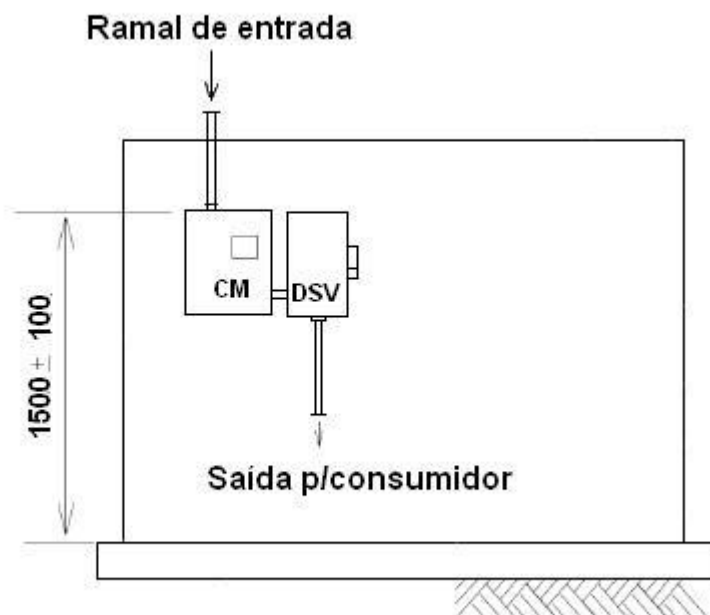 Ramal de entrada
CM
DSV
1500 ± 100
Saída p/consumidor